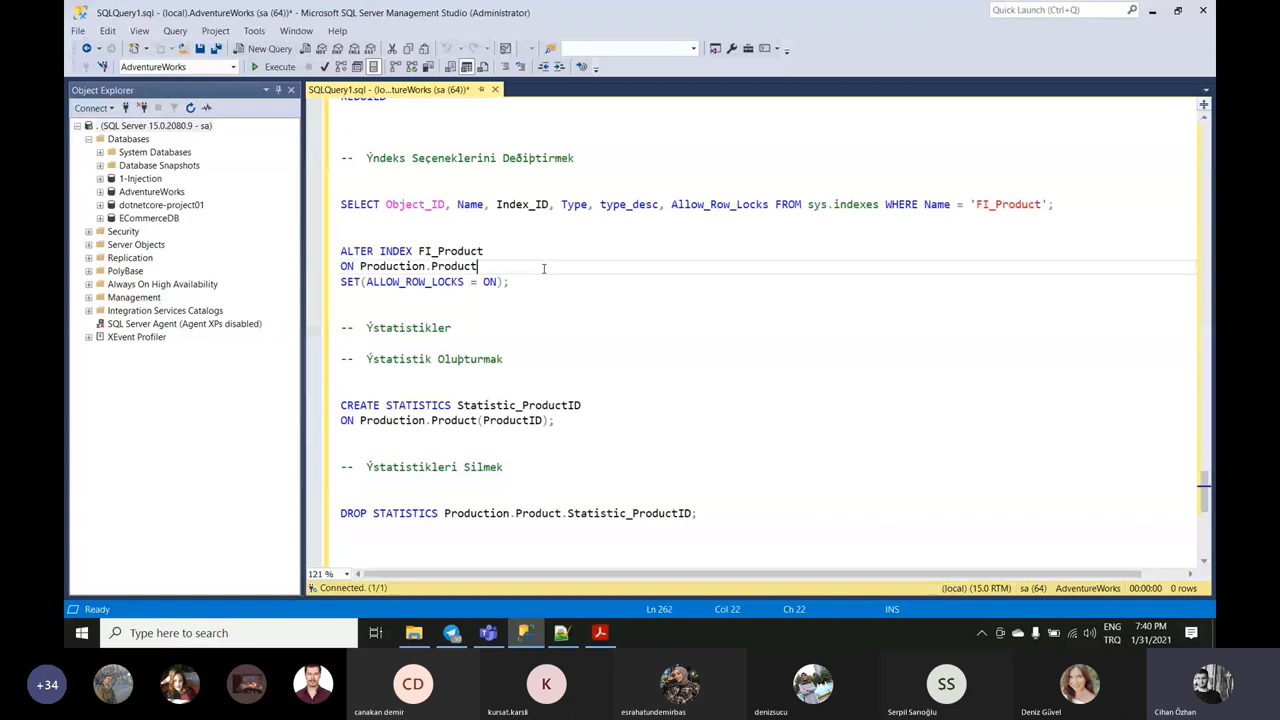 SQLQuery1.sql - (local).AdventureWorks (sa (64))* - Microsoft SQL Server Management Studio (Administrator)
Quick Launch (Ctrl+Q)
File Edit View Query Project Tools Window Help
New Query
AdventureWorks
Execute
Object Explorer
SQLQuery1.sql - (lo...tureWorks (sa (64))*
Connect
. (SQL Server 15.0.2080.9 - sa)
Databases
System Databases
Database Snapshots
1-Injection
AdventureWorks
dotnetcore-project01
ECommerceDB
Security
Server Objects
Replication
PolyBase
Always On High Availability
Management
Integration Services Catalogs
SQL Server Agent (Agent XPs disabled)
XEvent Profiler
REBUILD
-- Ýndeks Seçeneklerini Deðiþtirmek
SELECT Object_ID, Name, Index_ID, Type, type_desc, Allow_Row_Locks FROM sys.indexes WHERE Name = 'FI_Product';
ALTER INDEX FI_Product
ON Production.Product
SET(ALLOW_ROW_LOCKS = ON);
-- Ýstatistikler
-- Ýstatistik Oluþturmak
CREATE STATISTICS Statistic_ProductID
ON Production.Product(ProductID);
-- Ýstatistikleri Silmek
DROP STATISTICS Production.Product.Statistic_ProductID;
121 %
Connected. (1/1)
(local) (15.0 RTM) sa (64) AdventureWorks 00:00:00 0 rows
Ready
Ln 262 Col 22 Ch 22 INS
Type here to search
ENG
TRQ
7:40 PM
1/31/2021
+34
CD
K
SS
canakan demir
kursat.karsli
esrahatundemirbas
denizsucu
Serpil Sarıoğlu
Deniz Güvel
Cihan Özhan